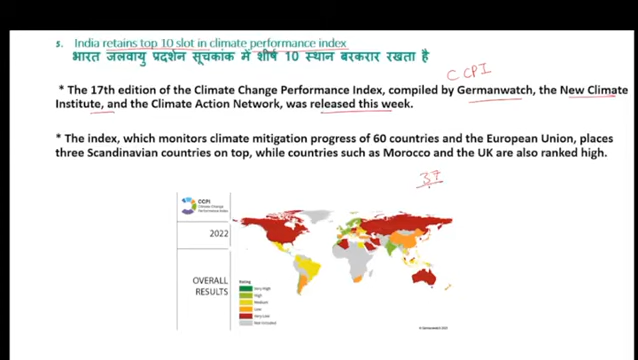 5. India retains top 10 slot in climate performance index
भारत जलवायु प्रदर्शन सूचकांक में शीर्ष 10 स्थान बरकरार रखता है
CCPI
* The 17th edition of the Climate Change Performance Index, compiled by Germanwatch, the New Climate
Institute, and the Climate Action Network, was released this week.
* The index, which monitors climate mitigation progress of 60 countries and the European Union, places
three Scandinavian countries on top, while countries such as Morocco and the UK are also ranked high.
37
CCPI
Climate Change
Performance Index
2022
OVERALL
RESULTS
Rating
Very High
High
Medium
Low
Very Low
Not Included